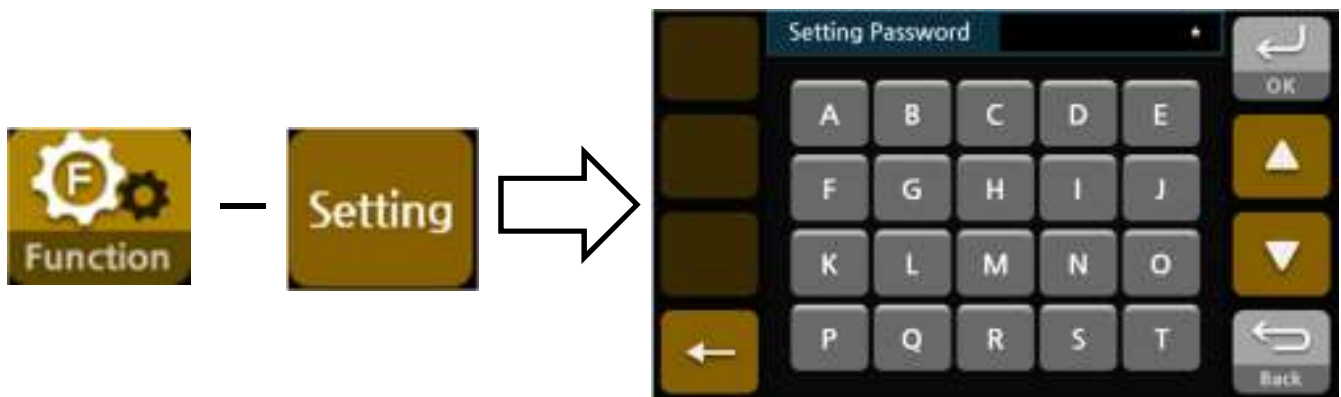 F
Function
Setting
Setting Password *
OK
A B C D E
F G H I J
K L M N O
P Q R S T
Back